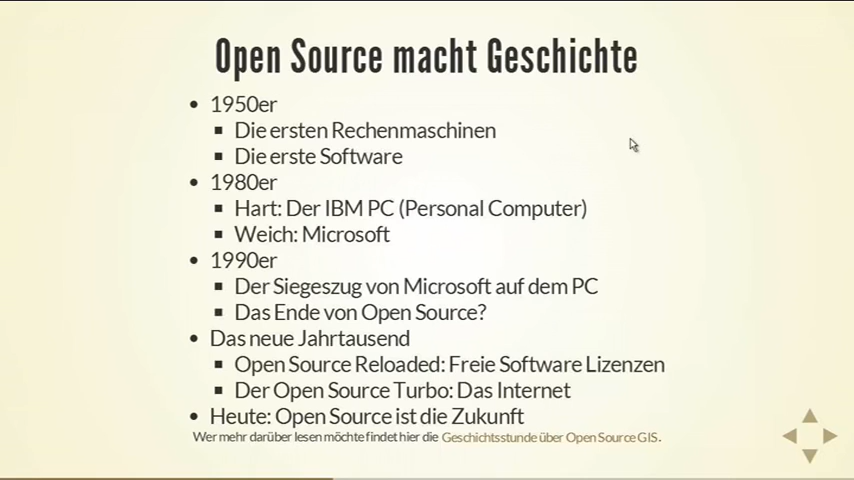 Open Source macht Geschichte
1950er
Die ersten Rechenmaschinen
Die erste Software
1980er
Hart: Der IBM PC (Personal Computer)
Weich: Microsoft
1990er
Der Siegeszug von Microsoft auf dem PC
Das Ende von Open Source?
Das neue Jahrtausend
Open Source Reloaded: Freie Software Lizenzen
Der Open Source Turbo: Das Internet
Heute: Open Source ist die Zukunft
Wer mehr darüber lesen möchte findet hier die Geschichtsstunde über Open Source GIS.